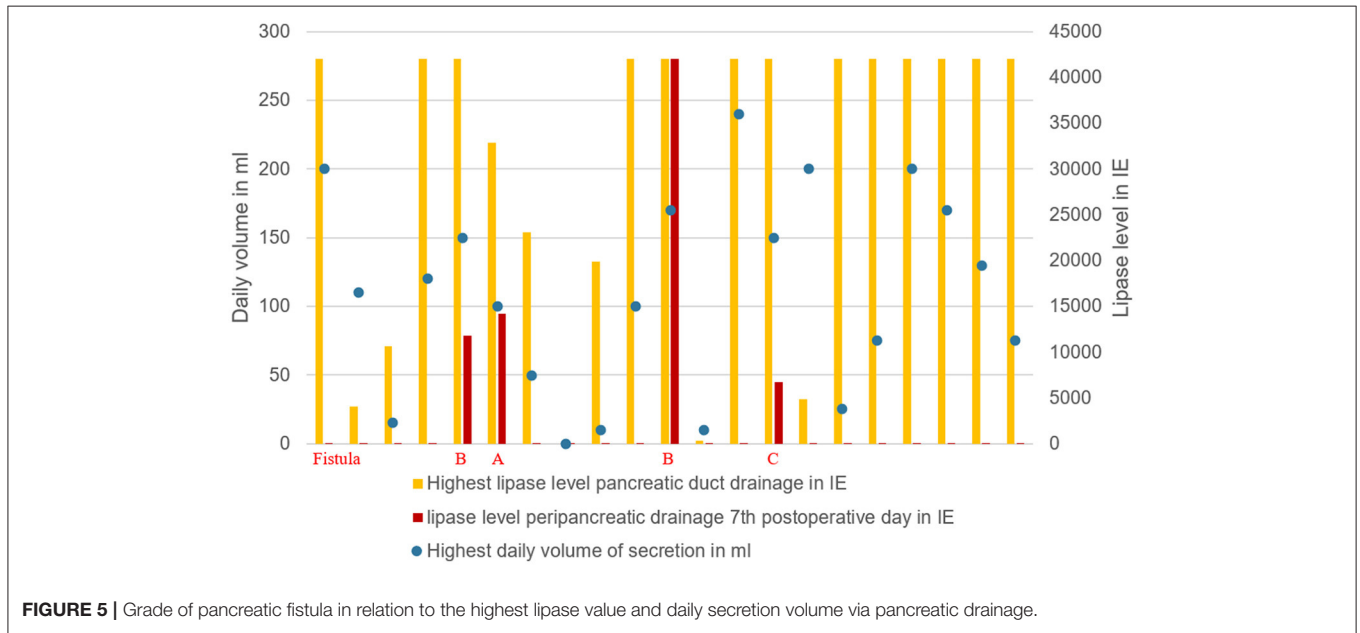 300
250
200
150
100
50
0
Daily volume in ml
45000
40000
35000
30000
25000
20000
15000
10000
5000
0
Lipase level in IE
Fistula B A B C
Highest lipase level pancreatic duct drainage in IE
lipase level peripancreatic drainage 7th postoperative day in IE
Highest daily volume of secretion in ml
FIGURE 5 | Grade of pancreatic fistula in relation to the highest lipase value and daily secretion volume via pancreatic drainage.